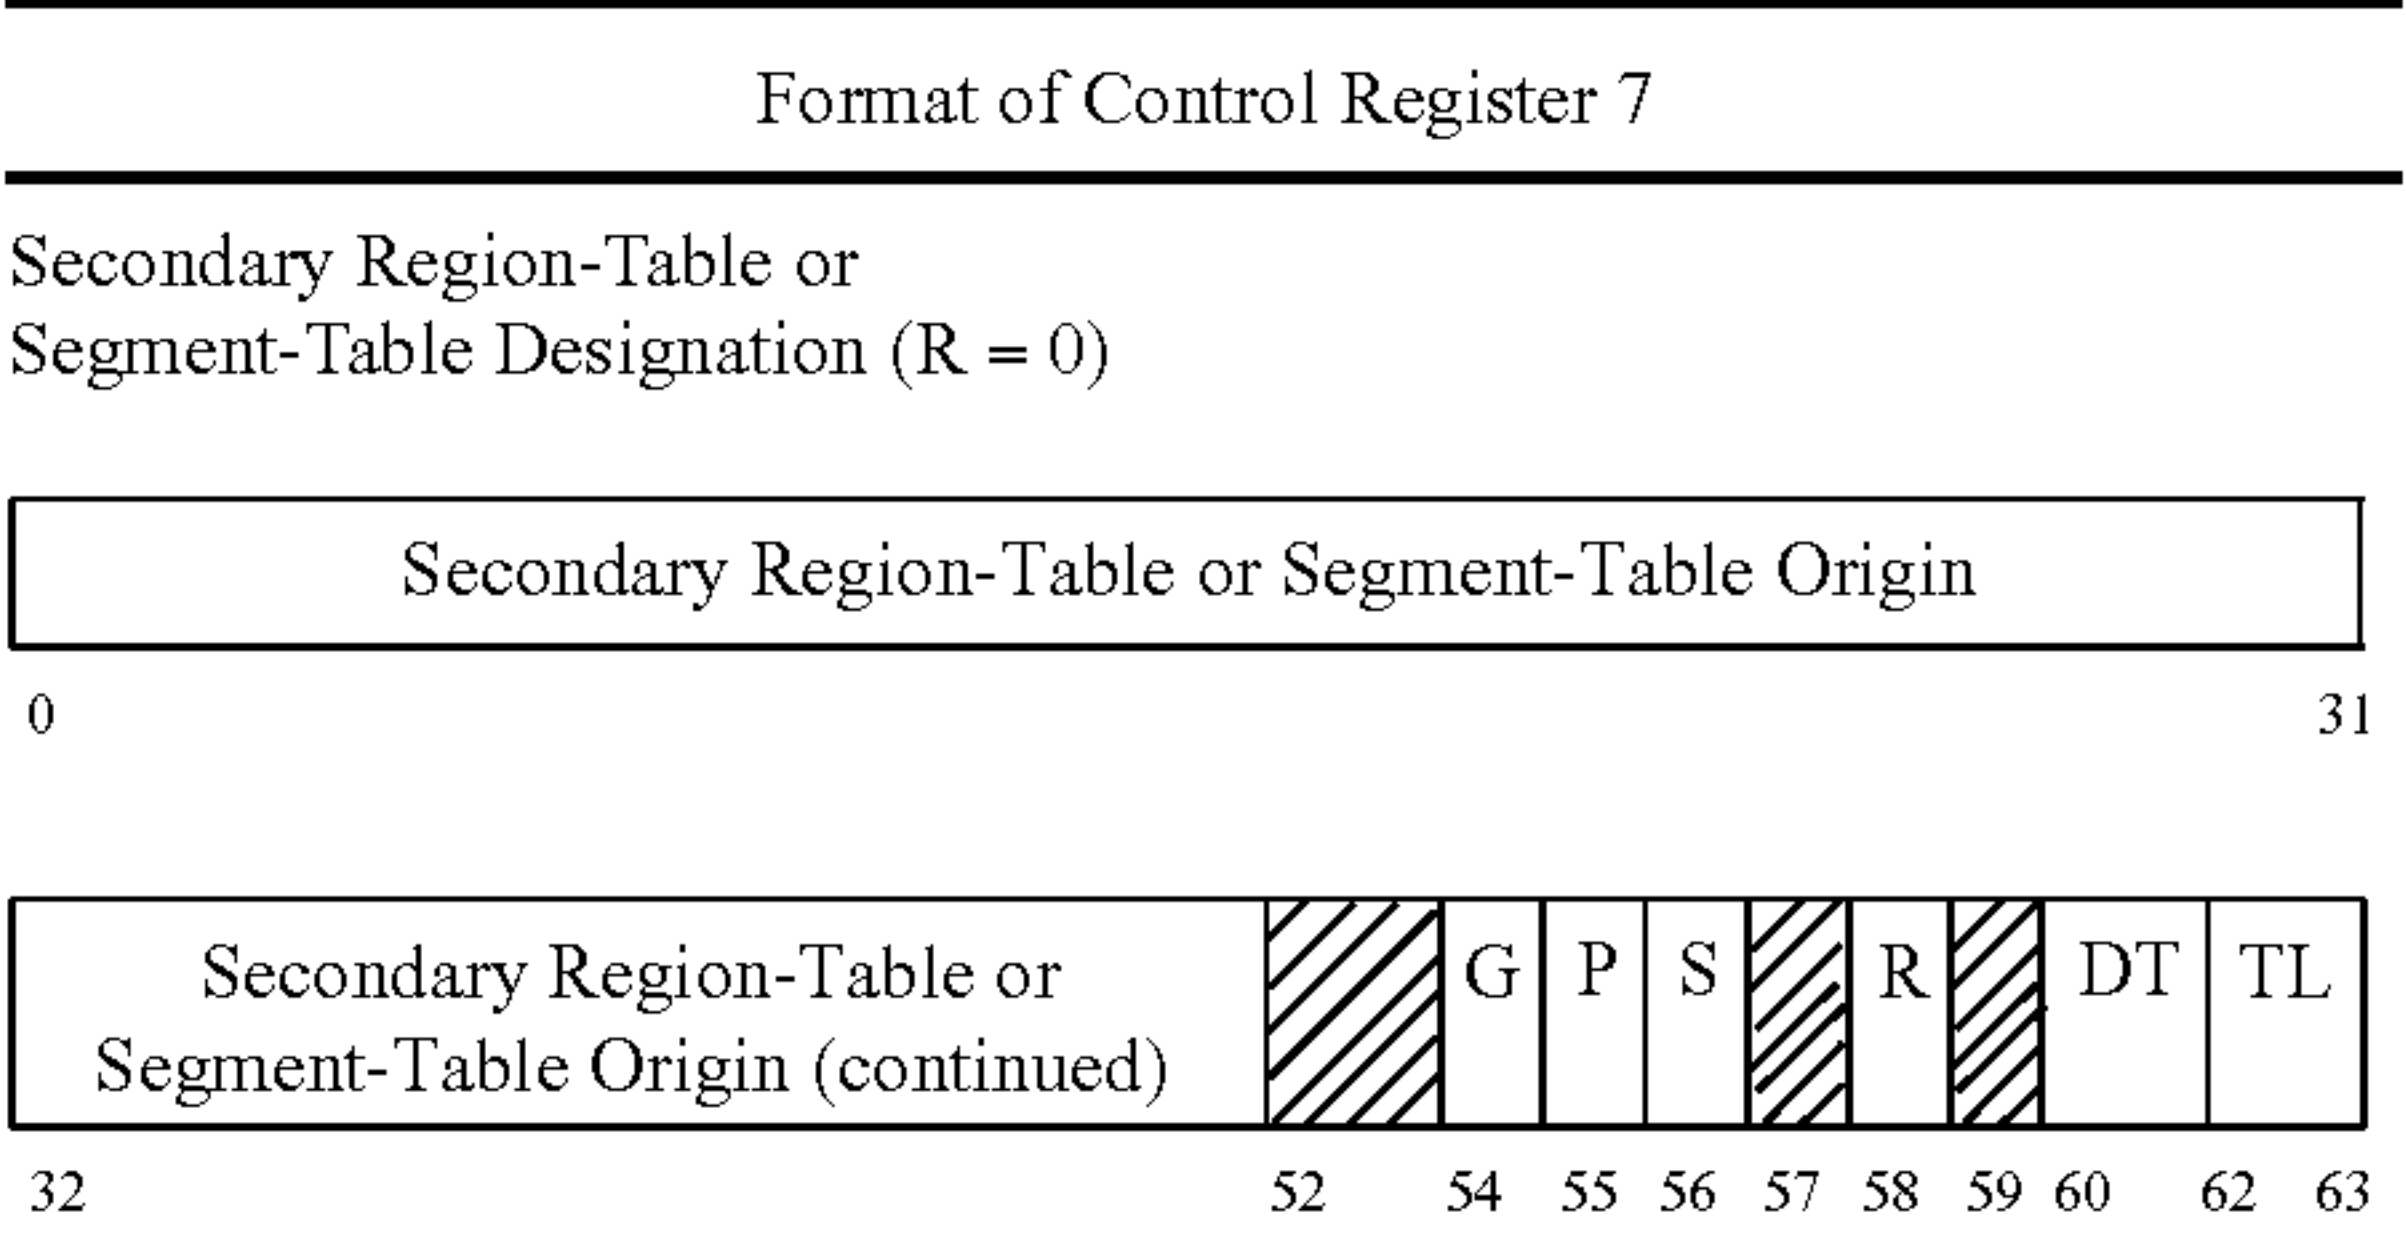 Format of Control Register 7
Secondary Region-Table or
Segment-Table Designation (R = 0)
Secondary Region-Table or Segment-Table Origin
0 31
Secondary Region-Table or
Segment-Table Origin (continued)
G P S R DT TL
32 52 54 55 56 57 58 59 60 62 63